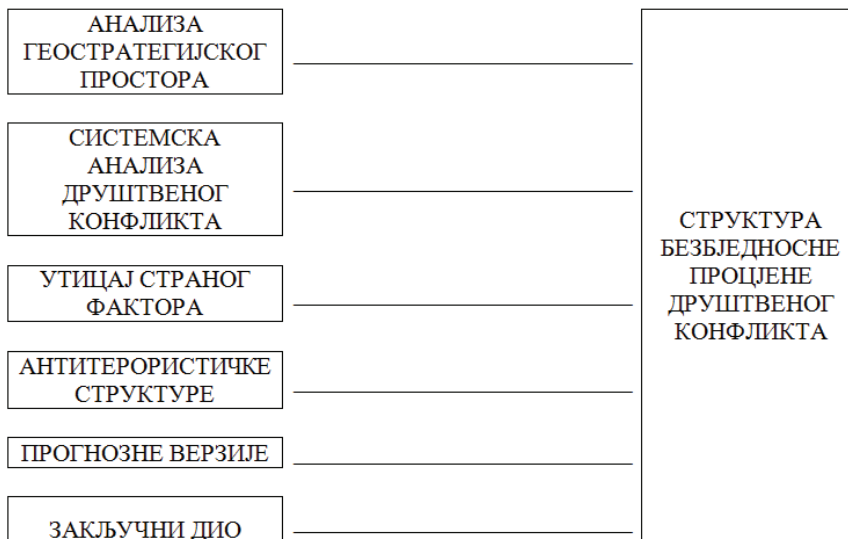 АНАЛИЗА
ГЕОСТРАТЕГИЈСКОГ
ПРОСТОРА
СИСТЕМСКА
АНАЛИЗА
ДРУШТВЕНОГ
КОНФЛИКТА
УТИЦАЈ СТРАНОГ
ФАКТОРА
АНТИТЕРОРИСТИЧКЕ
СТРУКТУРЕ
ПРОГНОЗНЕ ВЕРЗИЈЕ
ЗАКЉУЧНИ ДИО
СТРУКТУРА
БЕЗБЈЕДНОСНЕ
ПРОЦЈЕНЕ
ДРУШТВЕНОГ
КОНФЛИКТА